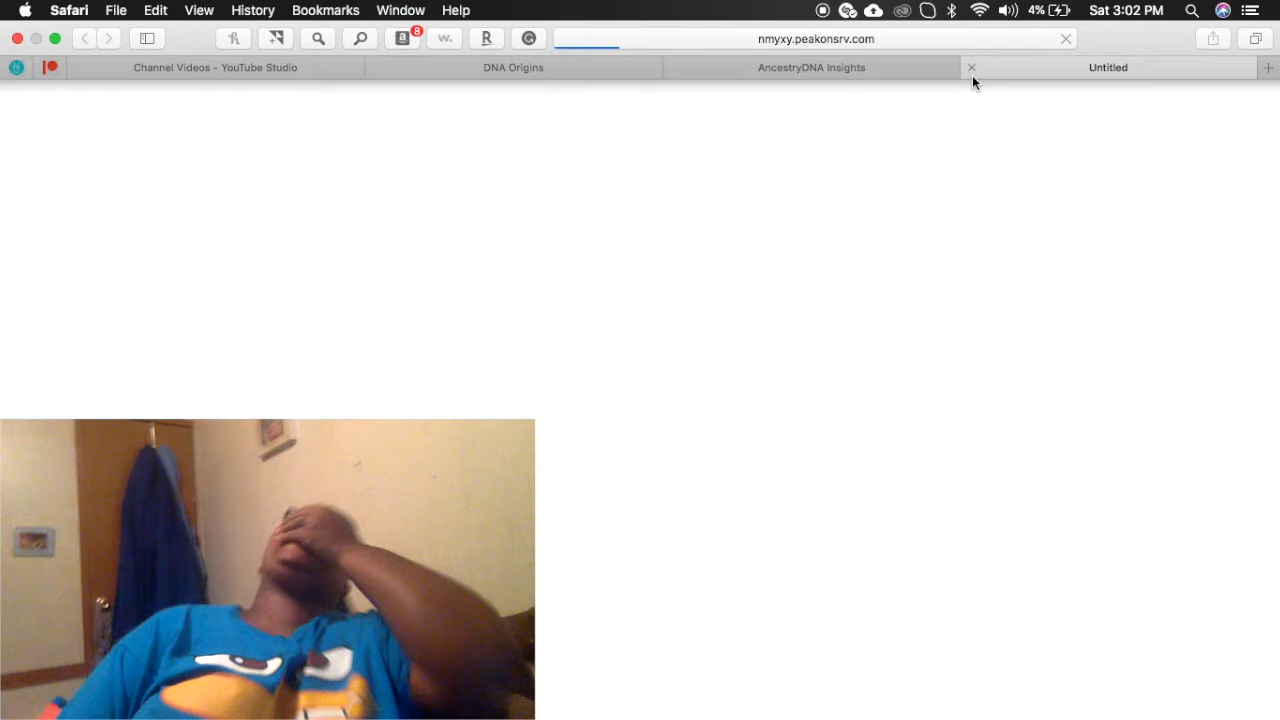 Safari File Edit View History Bookmarks Window Help 4% Sat 3:02 PM
8 w. R nmyxy.peakonsrv.com
Channel Videos - YouTube Studio DNA Origins AncestryDNA Insights Untitled